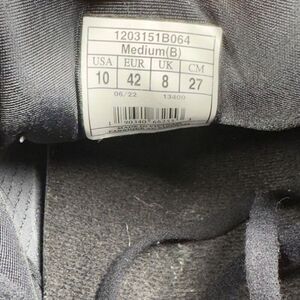 1203151B064
Medium(B)
USA EUR UK CM
10 42 8 27
06/22 13400